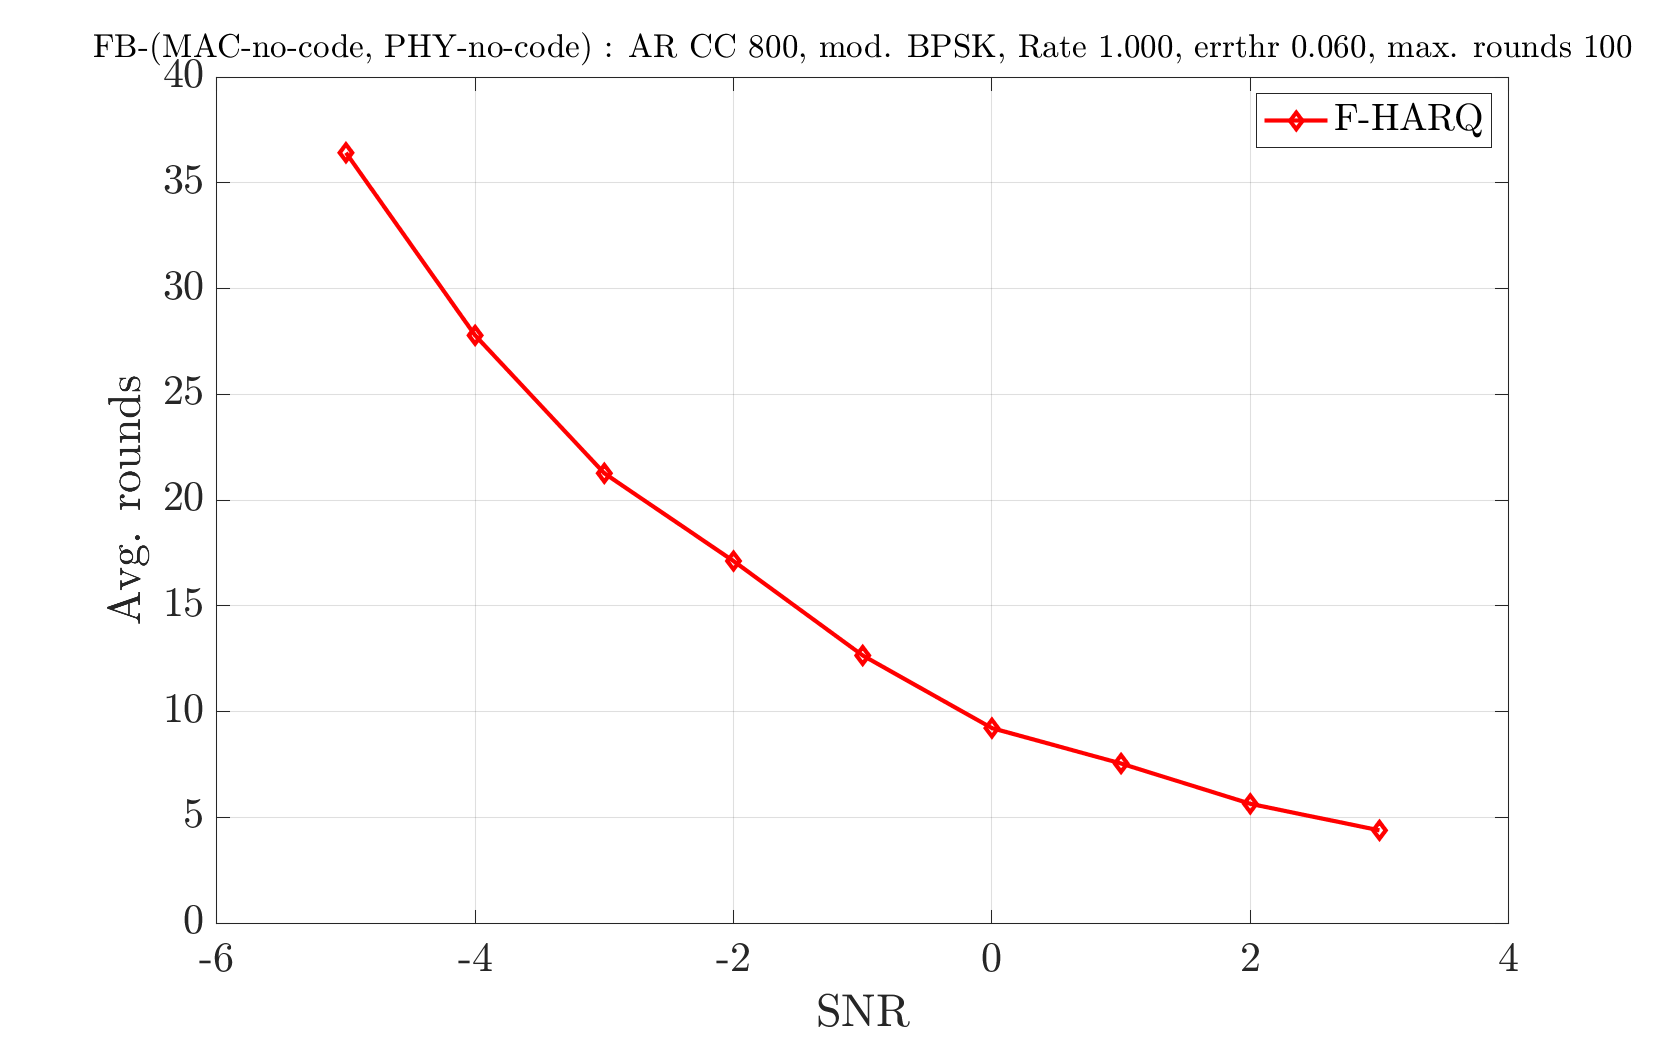 FB-(MAC-no-code, PHY-no-code) : AR CC 800, mod. BPSK, Rate 1.000, errthr 0.060, max. rounds 100
F-HARQ
40
35
30
25
20
15
10
5
0
Avg. rounds
-6 -4 -2 0 2 4
SNR